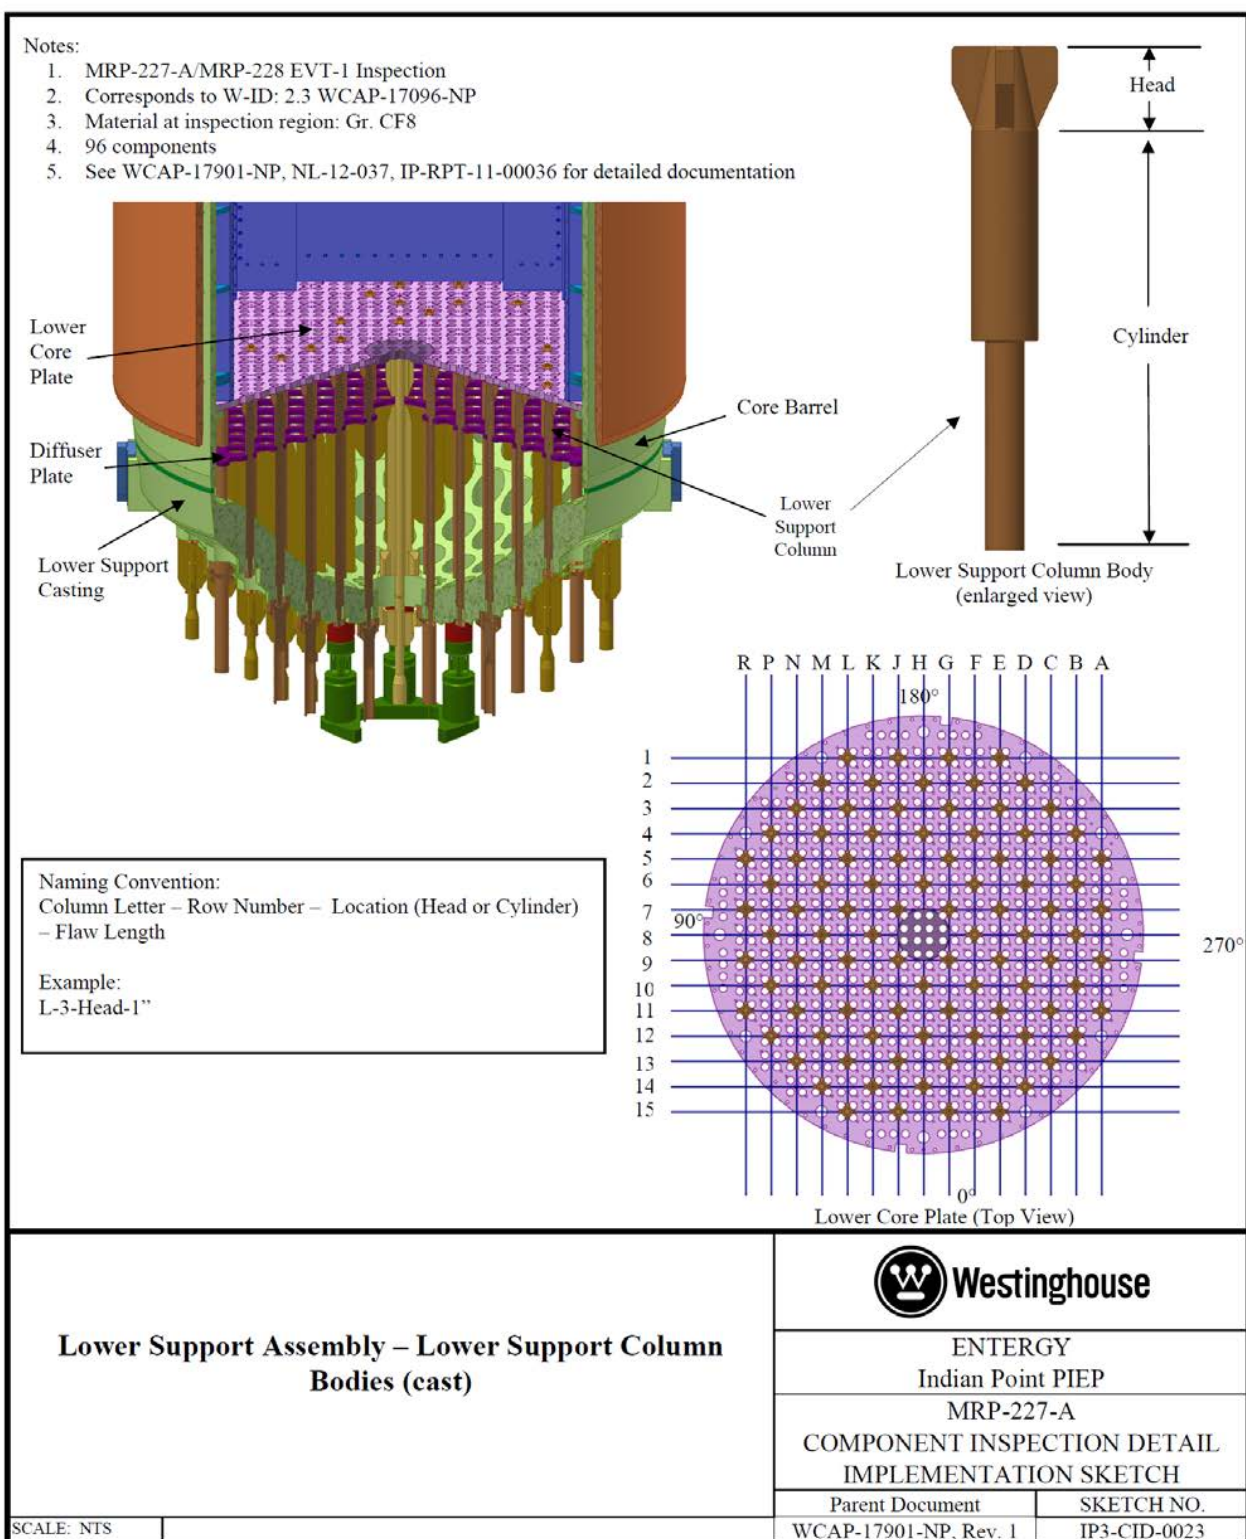 Notes:
1. MRP-227-A/MRP-228 EVT-1 Inspection
2. Corresponds to W-ID: 2.3 WCAP-17096-NP
3. Material at inspection region: Gr. CF8
4. 96 components
5. See WCAP-17901-NP, NL-12-037, IP-RPT-11-00036 for detailed documentation
Head
Cylinder
Lower
Core
Plate
Core Barrel
Diffuser
Plate
Lower
Support
Column
Lower Support
Casting
Lower Support Column Body
(enlarged view)
R P N M L K J H G F E D C B A
180°
1
2
3
4
5
6
7
90°
8
270°
9
10
11
12
13
14
15
0°
Lower Core Plate (Top View)
Naming Convention:
Column Letter – Row Number – Location (Head or Cylinder)
– Flaw Length
Example:
L-3-Head-1”
Lower Support Assembly – Lower Support Column
Bodies (cast)
W
Westinghouse
ENTERGY
Indian Point PIEP
MRP-227-A
COMPONENT INSPECTION DETAIL
IMPLEMENTATION SKETCH
Parent Document
SKETCH NO.
SCALE: NTS
WCAP-17901-NP, Rev. 1
IP3-CID-0023